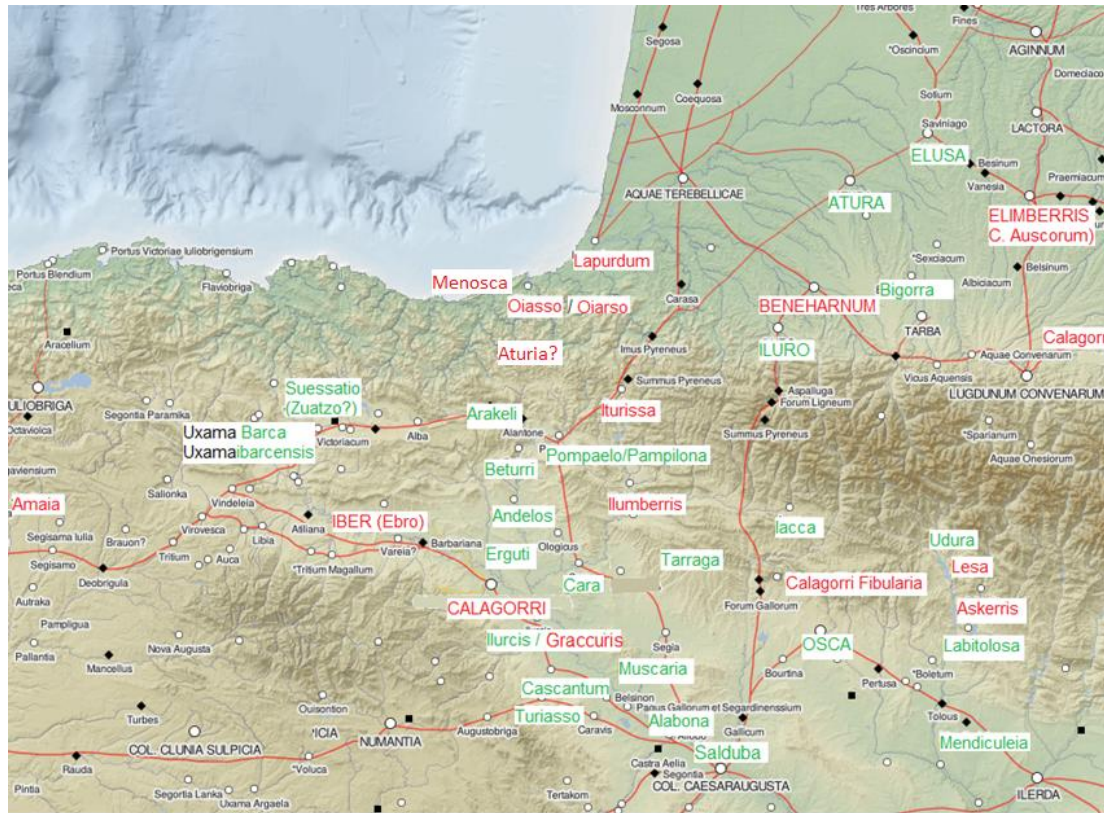 Tres Arbores
Fines
Segosa
*Oscincium
AGINNUM
Domeciaco
Mosconnum
Coequosa
Sotium
Saviniago
LACTORA
ELUSA
Besinum
Vanesia
Praemiacum
AQUAE TEREBELLICAE
ATURA
ELIMBERRIS
C. Auscorum)
Portus Victoriae Iuliobrigensium
Portus Blendium
Flaviobriga
Lapurdum
*Sexciacum
Belsinum
Albiciacum
Menosca
Oiasso / Oiarso
Carasa
Bigorra
BENEHARNUM
TARBA
Aracelium
Aturia?
Imus Pyreneus
ILURO
Calagorri
Aquae Convenarum
Vicus Aquensis
LUGDUNUM CONVENARUM
ULIOBRIGA
Octaviolca
Segontia Paramika
Suessatio
(Zuatzo?)
Summus Pyreneus
Iturissa
Aspalluga
Forum Ligneum
Summus Pyreneus
Arakeli
Alba
Alantone
Victoriacum
Uxama Barca
Uxamaibarcensis
*Sparianum
Aquae Onesiorum
Pompaelo/Pampilona
Beturri
Salionka
Vindeleia
Ilumberris
Amaia
Segisama Iulia
Brauon?
Virovesca
Atiliana
IBER (Ebro)
Andelos
Iacca
Segisamo
Tritium
Auca
Libia
Vareia?
Barbariana
Ologicus
Udura
Deobrigula
*Tritium Magallum
Erguti
Tarraga
Lesa
Autraka
Cara
Calagorri Fibularia
Forum Gallorum
CALAGORRI
Askerris
Pampligua
Pallantia
Nova Augusta
Mancellus
Ilurcis / Graccuris
Segia
OSCA
Labitolosa
Muscaria
Bourtina
Pertusa
*Boletum
Cascantum
Belsinon
Pagus Gallorum et Segardinenssium
Ouisontion
Turbes
Turiasso
Caravis
Alabona
Allobo
Gallicum
Tolous
COL. CLUNIA SULPICIA
NUMANTIA
Augustobriga
Salduba
Mendiculeia
Rauda
*Voluca
Castra Aelia
Segontia
COL. CAESARAUGUSTA
Pintia
Segortia Lanka
Uxama Argaela
Tertakom
ILERDA